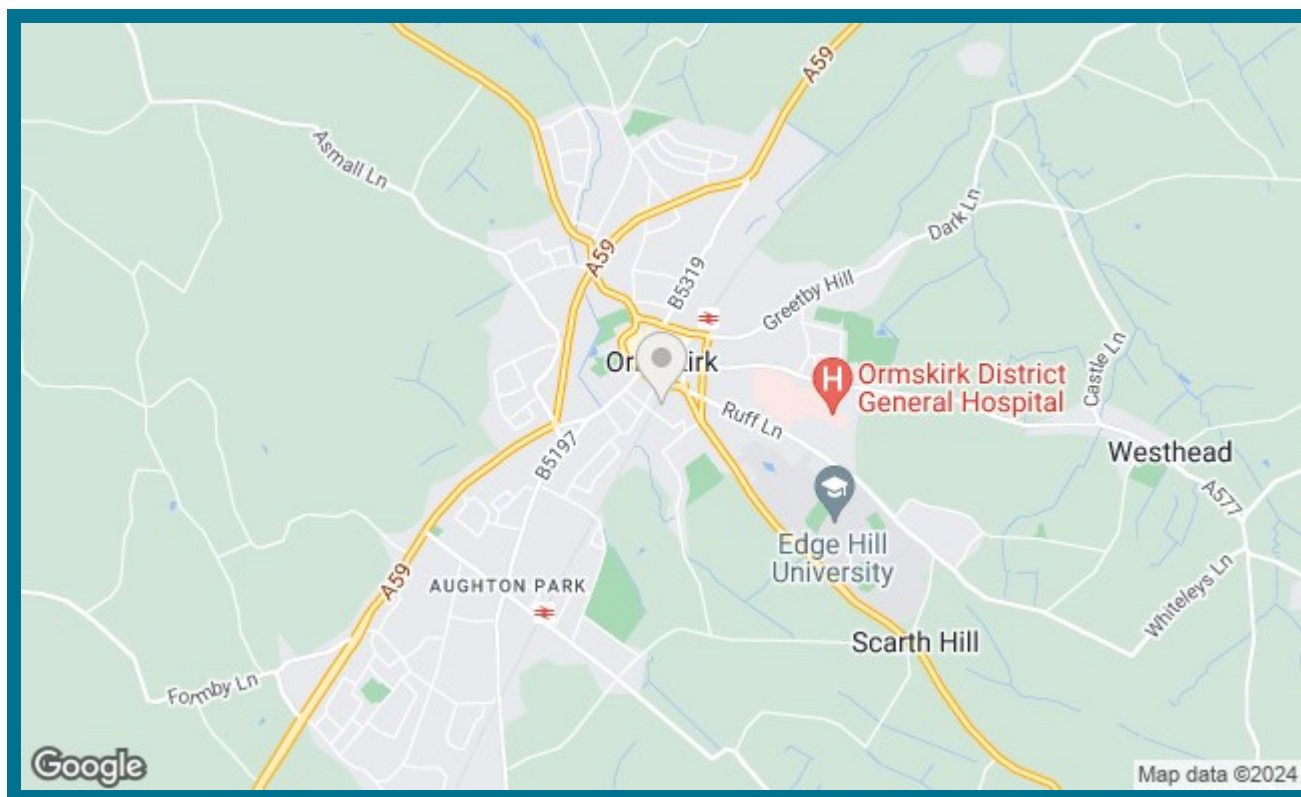 A59
A59
Asmall Ln
Dark Ln
A59
B5319
Greetby Hill
Castle Ln
Ormskirk District
General Hospital
H
Ruff Ln
Westhead
B5197
A577
Edge Hill
University
A59
AUGHTON PARK
Whiteleys Ln
Scarth Hill
Formby Ln
Google
Map data ©2024